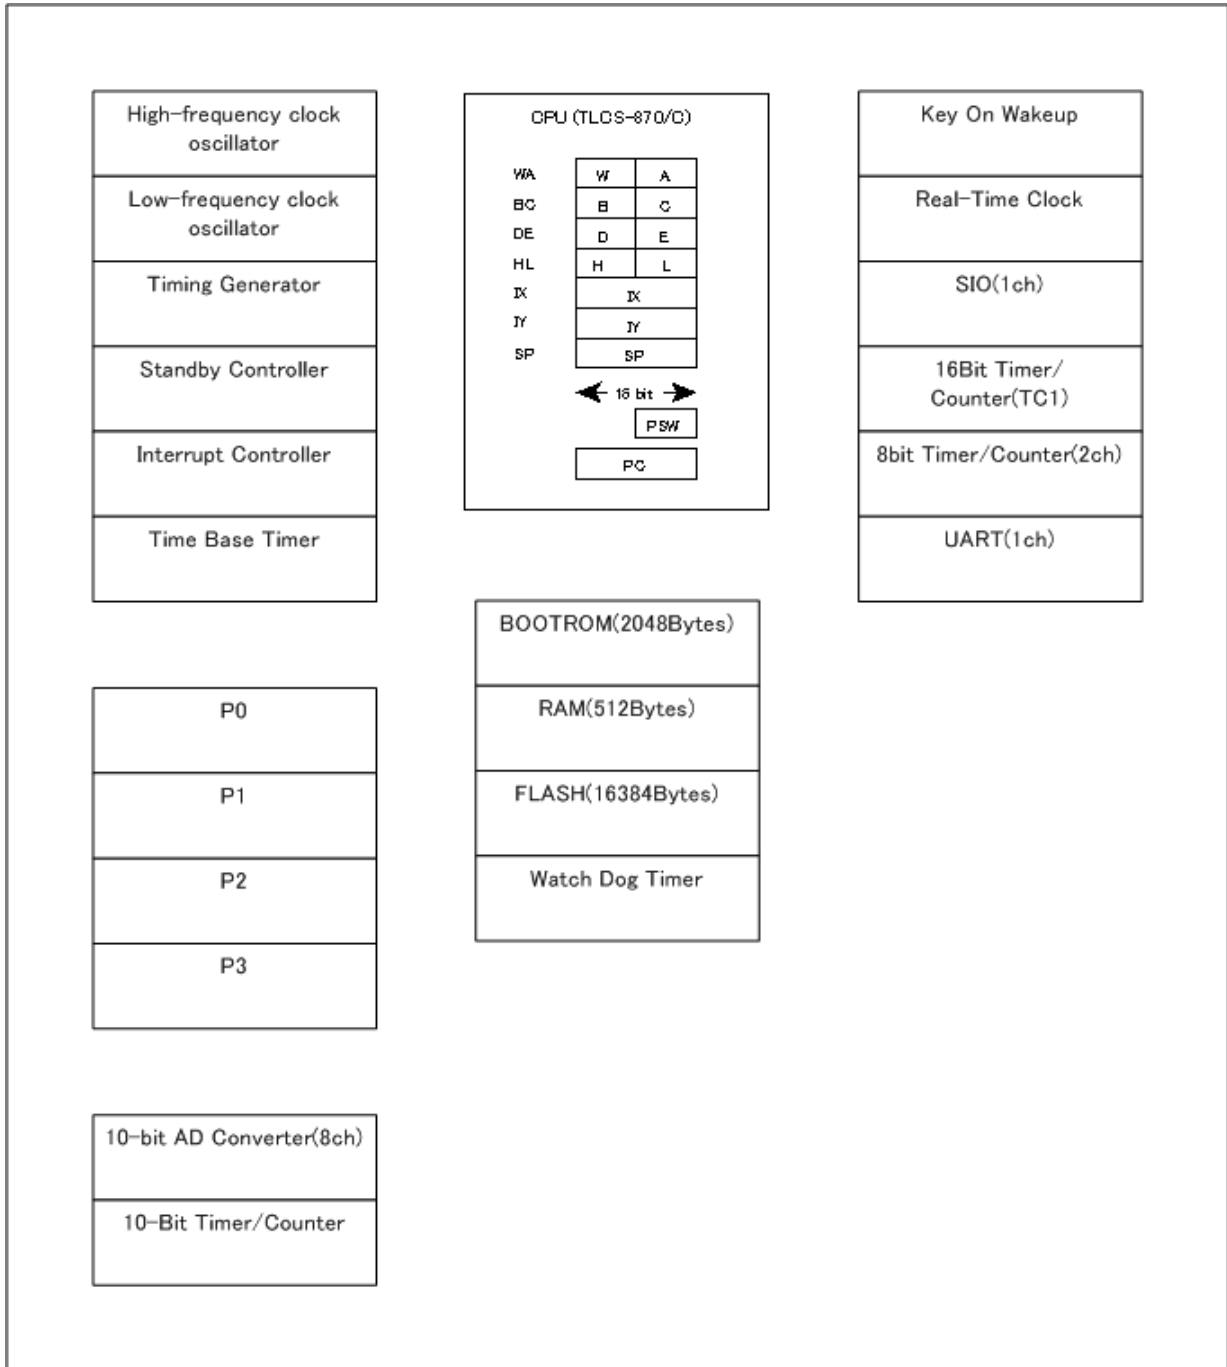 High-frequency clock
oscillator
Low-frequency clock
oscillator
Timing Generator
Standby Controller
Interrupt Controller
Time Base Timer
P0
P1
P2
P3
10-bit AD Converter(8ch)
10-Bit Timer/Counter
CPU (TLCS-870/C)
WA W A
BC B C
DE D E
HL H L
IX IX
IY IY
SP SP
16 bit
PSW
PC
BOOTROM(2048Bytes)
RAM(512Bytes)
FLASH(16384Bytes)
Watch Dog Timer
Key On Wakeup
Real-Time Clock
SIO(1ch)
16Bit Timer/
Counter(TC1)
8bit Timer/Counter(2ch)
UART(1ch)